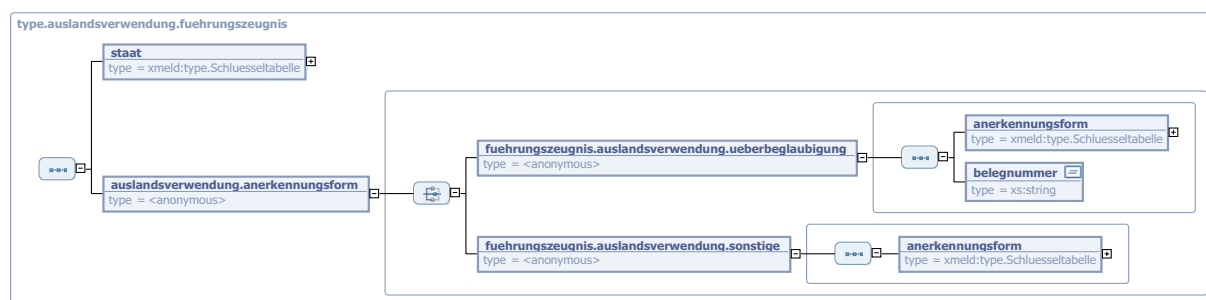 type.auslandsverwendung.fuehrungszeugnis
staat
type = xmeld:type.Schluesseltabelle
auslandsverwendung.anerkennungsform
type = <anonymous>
fuehrungszeugnis.auslandsverwendung.ueberbeglaubigung
type = <anonymous>
anerkennungsform
type = xmeld:type.Schluesseltabelle
belegnummer
type = xs:string
fuehrungszeugnis.auslandsverwendung.sonstige
type = <anonymous>
anerkennungsform
type = xmeld:type.Schluesseltabelle